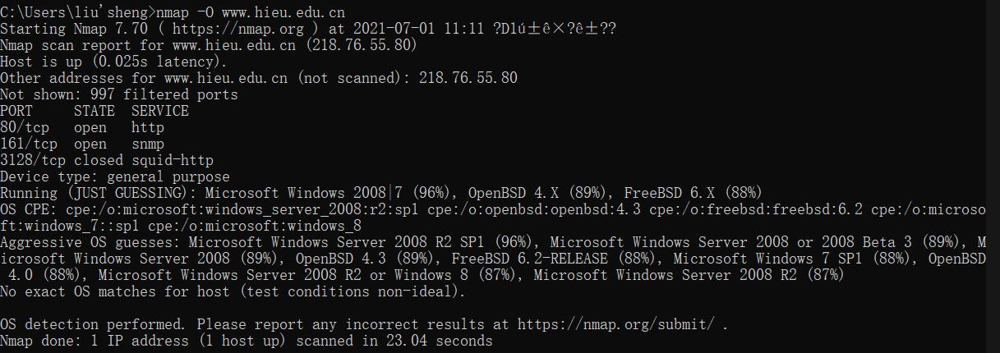 C:\Users\liu'sheng>nmap -O www.hieu.edu.cn
Starting Nmap 7.70 ( https://nmap.org ) at 2021-07-01 11:11 ?D1ú±ê×?ê±??
Nmap scan report for www.hieu.edu.cn (218.76.55.80)
Host is up (0.025s latency).
Other addresses for www.hieu.edu.cn (not scanned): 218.76.55.80
Not shown: 997 filtered ports
PORT     STATE  SERVICE
80/tcp   open   http
161/tcp  open   snmp
3128/tcp closed squid-http
Device type: general purpose
Running (JUST GUESSING): Microsoft Windows 2008|7 (96%), OpenBSD 4.X (89%), FreeBSD 6.X (88%)
OS CPE: cpe:/o:microsoft:windows_server_2008:r2:sp1 cpe:/o:openbsd:openbsd:4.3 cpe:/o:freebsd:freebsd:6.2 cpe:/o:microso
ft:windows_7::sp1 cpe:/o:microsoft:windows_8
Aggressive OS guesses: Microsoft Windows Server 2008 R2 SP1 (96%), Microsoft Windows Server 2008 or 2008 Beta 3 (89%), M
icrosoft Windows Server 2008 (89%), OpenBSD 4.3 (89%), FreeBSD 6.2-RELEASE (88%), Microsoft Windows 7 SP1 (88%), OpenBSD
 4.0 (88%), Microsoft Windows Server 2008 R2 or Windows 8 (87%), Microsoft Windows Server 2008 R2 (87%)
No exact OS matches for host (test conditions non-ideal).

OS detection performed. Please report any incorrect results at https://nmap.org/submit/ .
Nmap done: 1 IP address (1 host up) scanned in 23.04 seconds